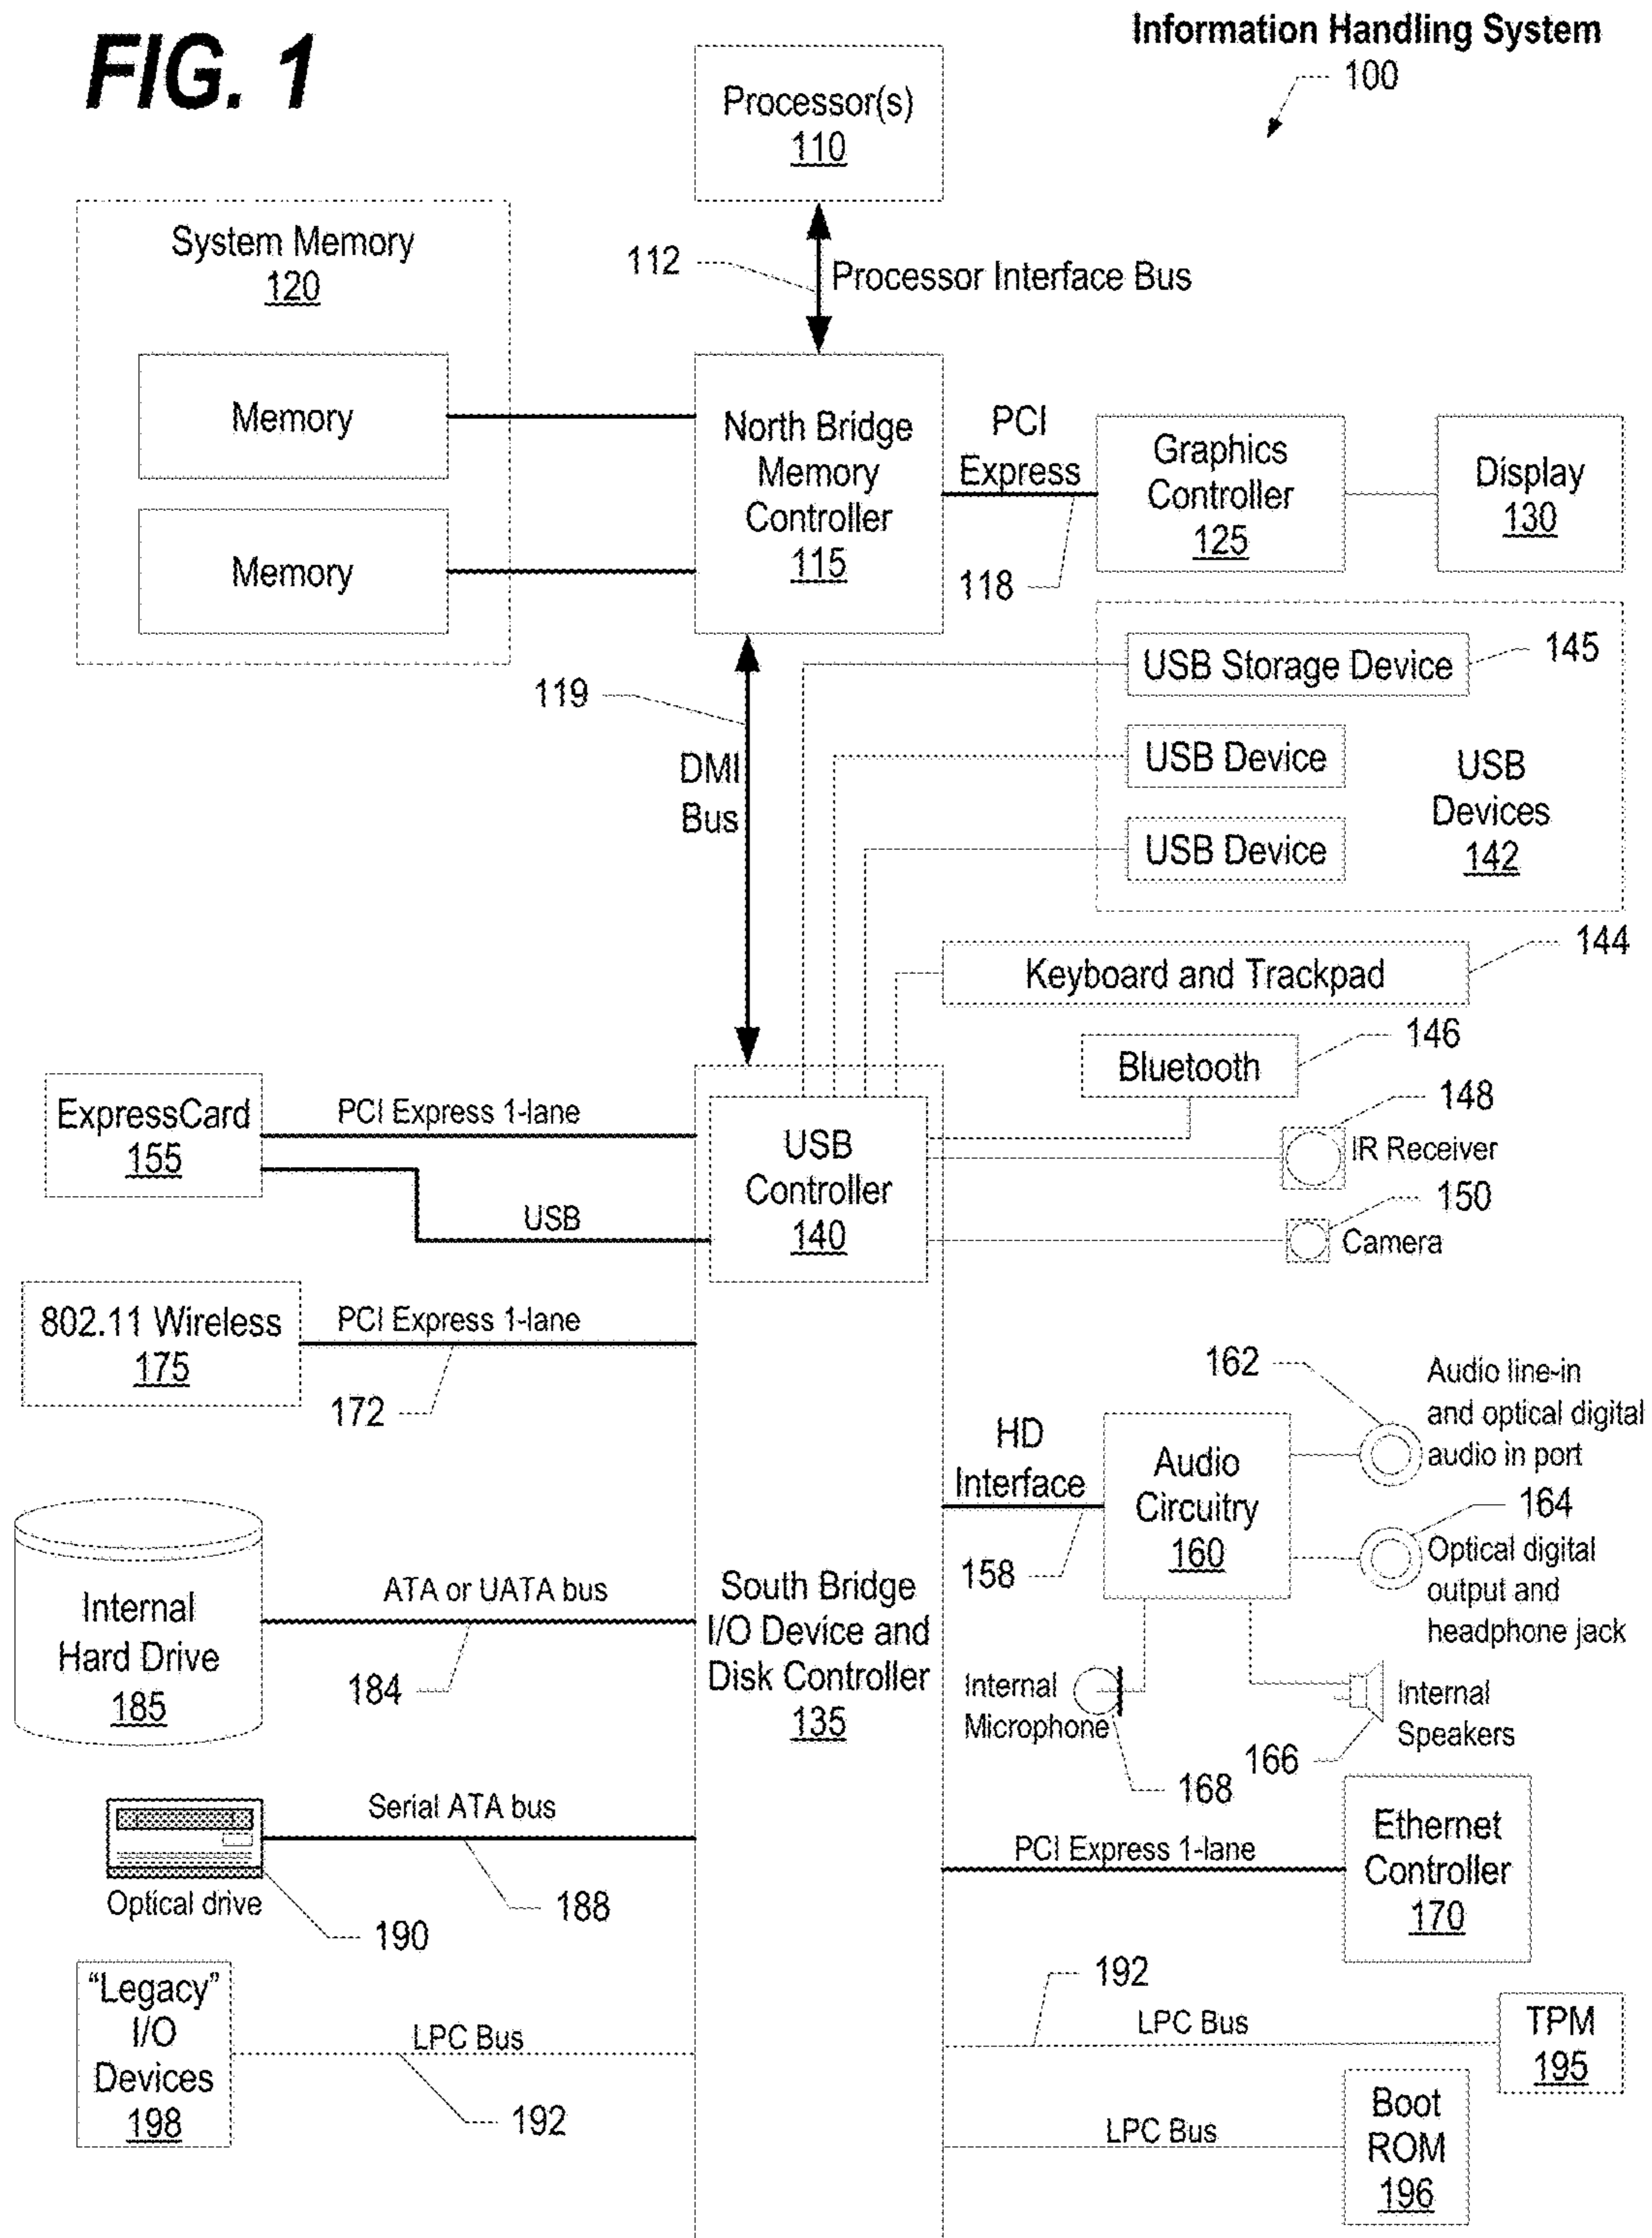 FIG. 1
Information Handling System
100
Processor(s)
110
System Memory
120
112
Processor Interface Bus
Memory
Memory
North Bridge
Memory
Controller
115
PCI
Express
118
Graphics
Controller
125
Display
130
119
DMI
Bus
USB Storage Device
145
USB Device
USB Device
USB
Devices
142
Keyboard and Trackpad
144
Bluetooth
146
148
IR Receiver
150
Camera
ExpressCard
155
PCI Express 1-lane
USB
USB
Controller
140
802.11 Wireless
175
PCI Express 1-lane
172
162
Audio line-in
and optical digital
audio in port
HD
Interface
158
Audio
Circuitry
160
164
Optical digital
output and
headphone jack
Internal
Hard Drive
185
ATA or UATA bus
184
South Bridge
I/O Device and
Disk Controller
135
Internal
Microphone
168
166
Internal
Speakers
Optical drive
190
Serial ATA bus
188
PCI Express 1-lane
Ethernet
Controller
170
"Legacy"
I/O
Devices
198
LPC Bus
192
192
LPC Bus
TPM
195
LPC Bus
Boot
ROM
196